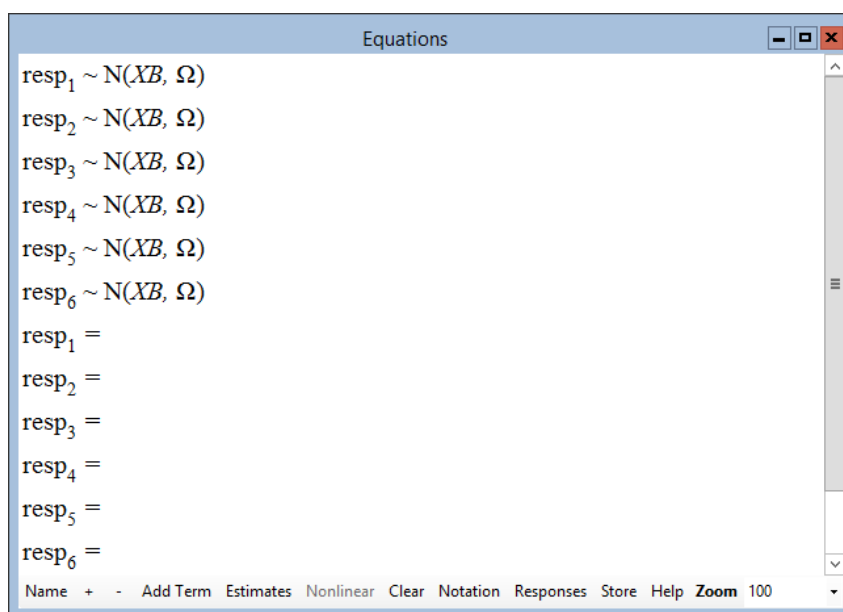 Equations
resp₁ ~ N(XB, Ω)
resp₂ ~ N(XB, Ω)
resp₃ ~ N(XB, Ω)
resp₄ ~ N(XB, Ω)
resp₅ ~ N(XB, Ω)
resp₆ ~ N(XB, Ω)
resp₁ =
resp₂ =
resp₃ =
resp₄ =
resp₅ =
resp₆ =
Name + - Add Term Estimates Nonlinear Clear Notation Responses Store Help Zoom 100